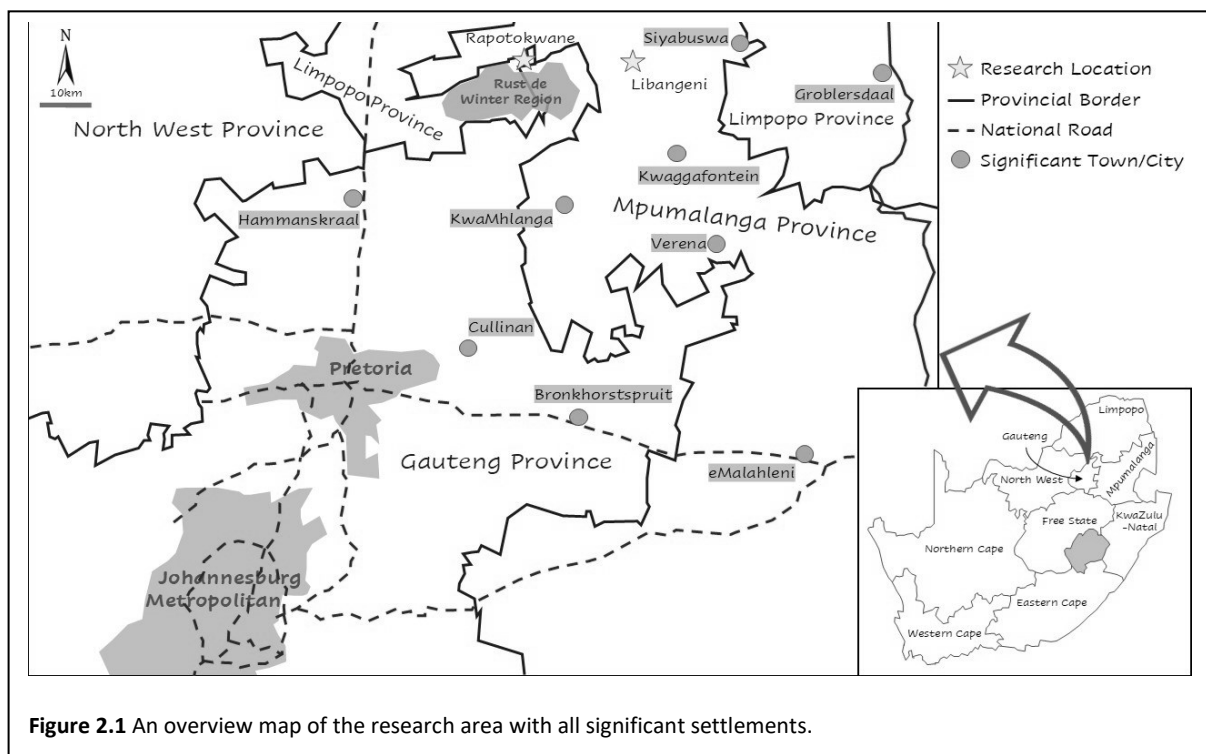 N
10km
Rapotokwane
Siyabuswa
Libangeni
Groblersdaal
Limpopo Province
Rust de
Winter Region
Limpopo Province
North West Province
Kwaggafontein
Hammanskraal
KwaMhlanga
Mpumalanga Province
Verena
Cullinan
Pretoria
Bronkhorstspruit
Gauteng Province
eMalahleni
Johannesburg
Metropolitan
Research Location
Provincial Border
National Road
Significant Town/City
Limpopo
Gauteng
North West
Mpumalanga
Free State
KwaZulu
-Natal
Northern Cape
Eastern Cape
Western Cape
Figure 2.1 An overview map of the research area with all significant settlements.